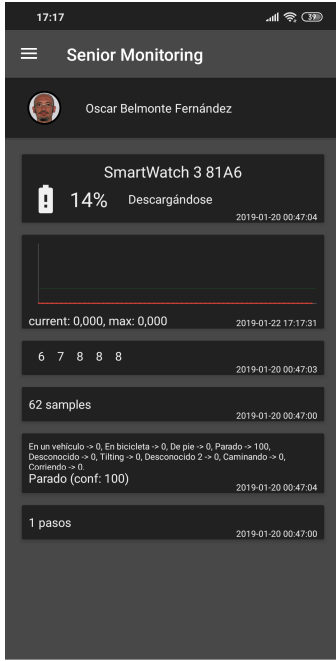 17:17
39
Senior Monitoring
Oscar Belmonte Fernández
SmartWatch 3 81A6
14% Descargándose
2019-01-20 00:47:04
current: 0,000, max: 0,000
2019-01-22 17:17:31
6 7 8 8 8
2019-01-20 00:47:03
62 samples
2019-01-20 00:47:00
En un vehículo -> 0, En bicicleta -> 0, De pie -> 0, Parado -> 100,
Desconocido -> 0, Tilting -> 0, Desconocido 2 -> 0, Caminando -> 0,
Corriendo -> 0.
Parado (conf: 100)
2019-01-20 00:47:04
1 pasos
2019-01-20 00:47:00